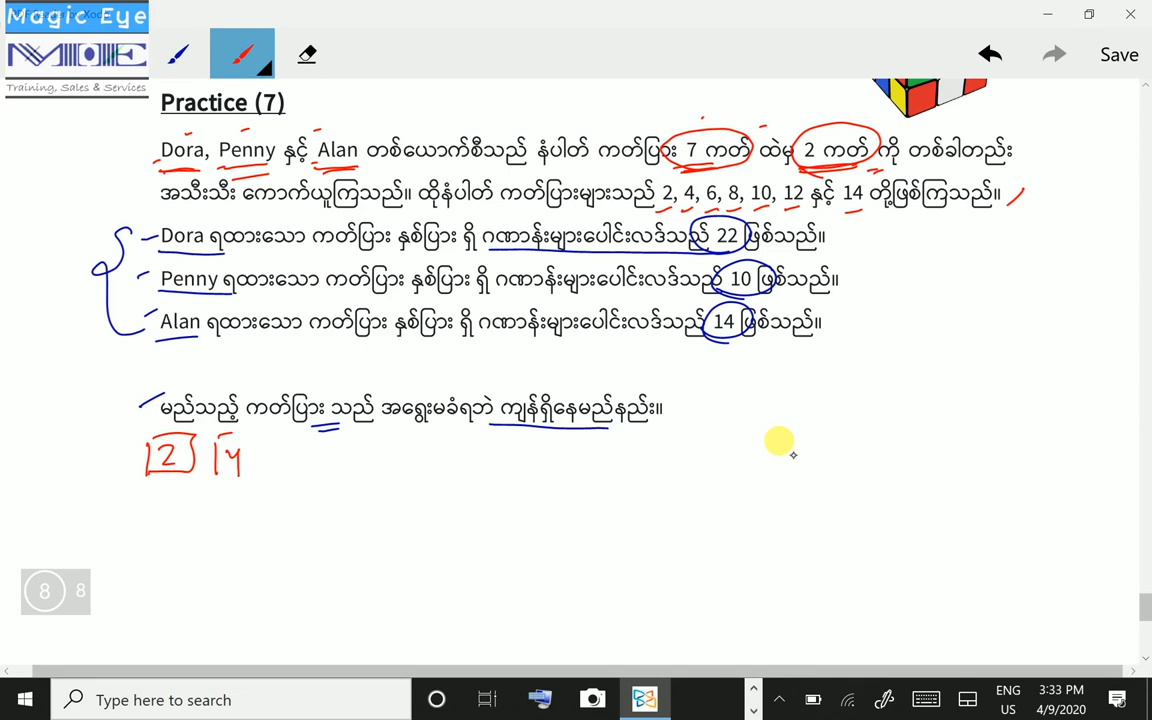 Magic Eye
MOE
Training, Sales & Services
Save
Practice (7)
Dora, Penny နှင့် Alan တစ်ယောက်စီသည် နံပါတ် ကတ်ပြား 7 ကတ် ထဲမှ 2 ကတ် ကို တစ်ခါတည်း
အသီးသီး ကောက်ယူကြသည်။ ထိုနံပါတ် ကတ်ပြားများသည် 2, 4, 6, 8, 10, 12 နှင့် 14 တို့ဖြစ်ကြသည်။
Dora ရထားသော ကတ်ပြား နှစ်ပြား ရှိ ဂဏာန်းများပေါင်းလဒ်သည် 22 ဖြစ်သည်။
Penny ရထားသော ကတ်ပြား နှစ်ပြား ရှိ ဂဏာန်းများပေါင်းလဒ်သည် 10 ဖြစ်သည်။
Alan ရထားသော ကတ်ပြား နှစ်ပြား ရှိ ဂဏာန်းများပေါင်းလဒ်သည် 14 ဖြစ်သည်။
မည်သည့် ကတ်ပြား သည် အရွေးမခံရဘဲ ကျန်ရှိနေမည်နည်း။
2 4
8 8
Type here to search
ENG 3:33 PM
US 4/9/2020